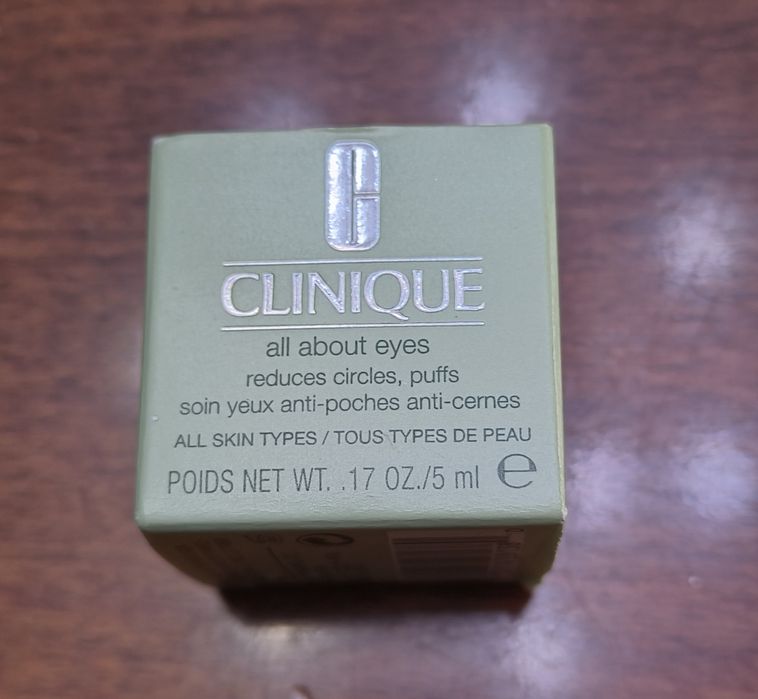 C
CLINIQUE
all about eyes
reduces circles, puffs
soin yeux anti-poches anti-cernes
ALL SKIN TYPES / TOUS TYPES DE PEAU
POIDS NET WT. .17 OZ./5 ml ℮